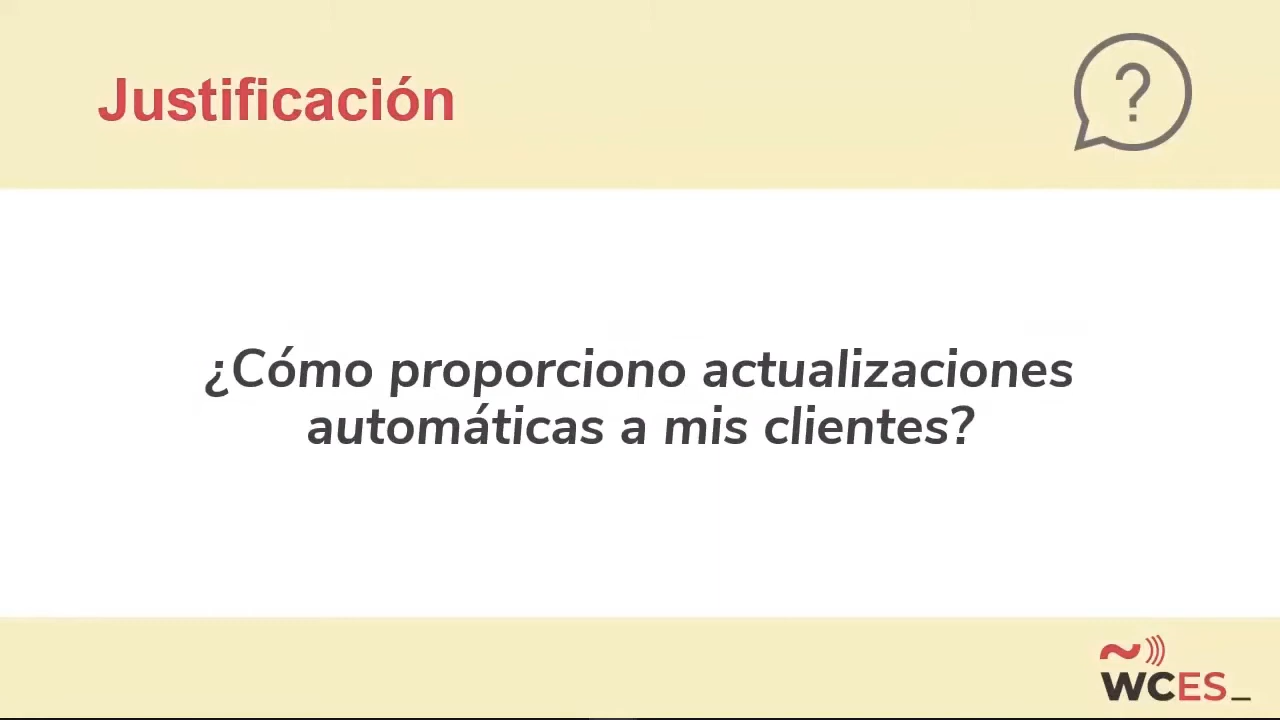 Justificación
?
¿Cómo proporciono actualizaciones
automáticas a mis clientes?
WCES_